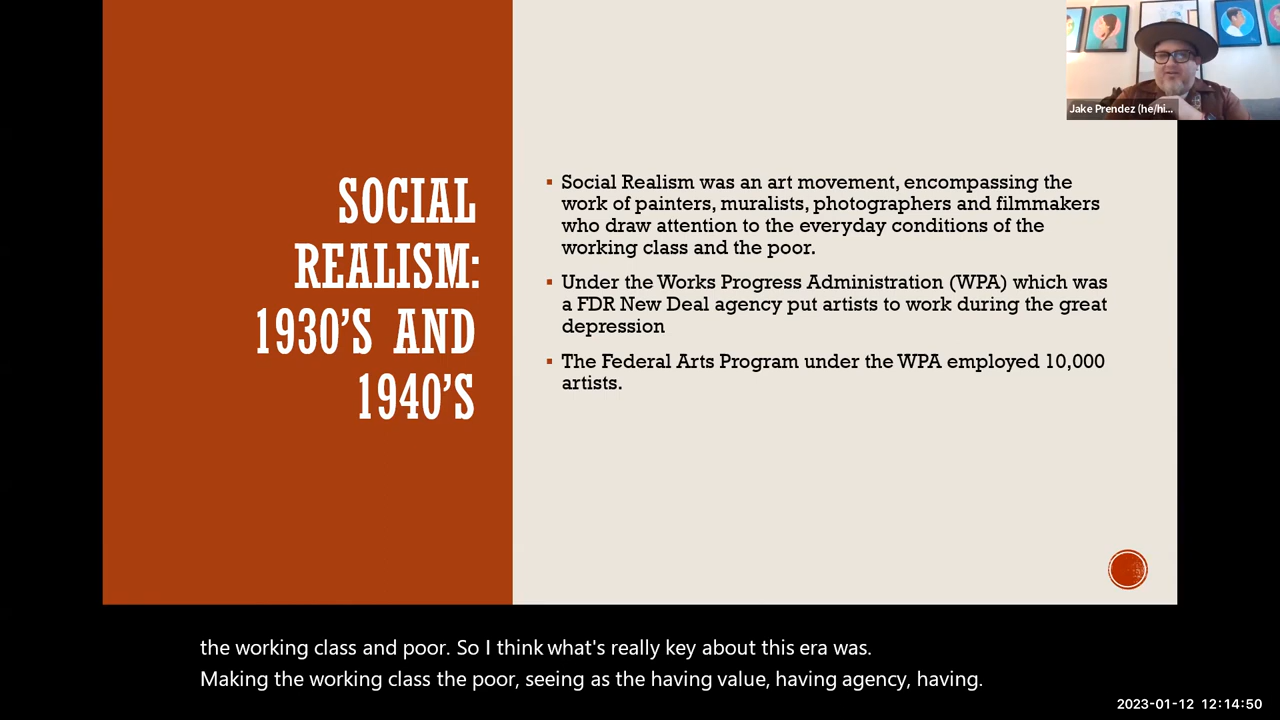 SOCIAL
REALISM:
1930'S AND
1940'S
▪ Social Realism was an art movement, encompassing the
work of painters, muralists, photographers and filmmakers
who draw attention to the everyday conditions of the
working class and the poor.
▪ Under the Works Progress Administration (WPA) which was
a FDR New Deal agency put artists to work during the great
depression
▪ The Federal Arts Program under the WPA employed 10,000
artists.
Jake Prendez (he/hi...
the working class and poor. So I think what's really key about this era was.
Making the working class the poor, seeing as the having value, having agency, having.
2023-01-12 12:14:50